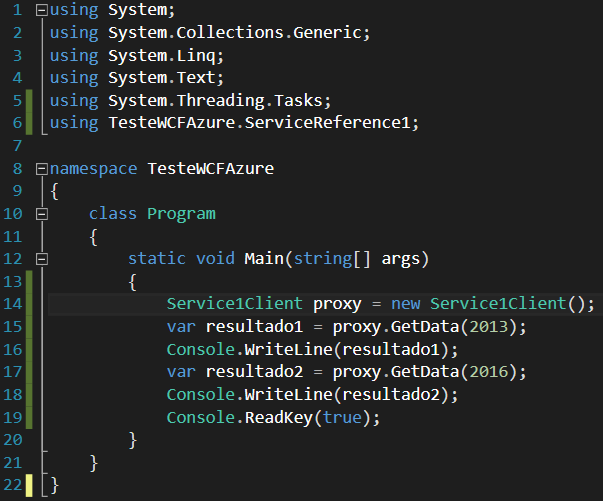 1 using System;
2 using System.Collections.Generic;
3 using System.Linq;
4 using System.Text;
5 using System.Threading.Tasks;
6 using TesteWCFAzure.ServiceReference1;
7
8 namespace TesteWCFAzure
9 {
10     class Program
11     {
12         static void Main(string[] args)
13         {
14             Service1Client proxy = new Service1Client();
15             var resultado1 = proxy.GetData(2013);
16             Console.WriteLine(resultado1);
17             var resultado2 = proxy.GetData(2016);
18             Console.WriteLine(resultado2);
19             Console.ReadKey(true);
20         }
21     }
22 }